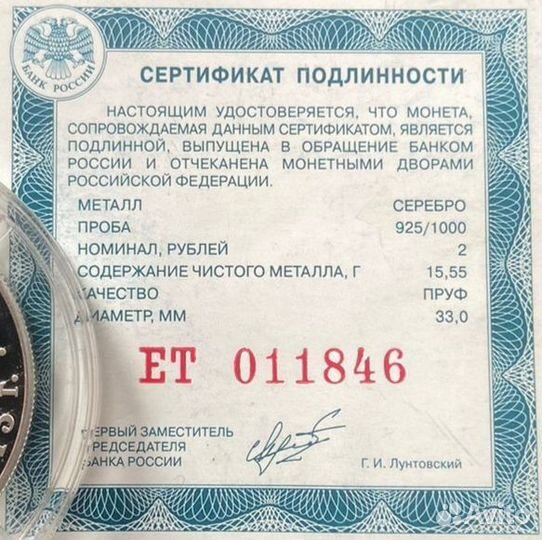 БАНК РОССИИ
СЕРТИФИКАТ ПОДЛИННОСТИ
НАСТОЯЩИМ УДОСТОВЕРЯЕТСЯ, ЧТО МОНЕТА,
СОПРОВОЖДАЕМАЯ ДАННЫМ СЕРТИФИКАТОМ, ЯВЛЯЕТСЯ
ПОДЛИННОЙ, ВЫПУЩЕНА В ОБРАЩЕНИЕ БАНКОМ
РОССИИ И ОТЧЕКАНЕНА МОНЕТНЫМИ ДВОРАМИ
РОССИЙСКОЙ ФЕДЕРАЦИИ.
МЕТАЛЛ СЕРЕБРО
ПРОБА 925/1000
НОМИНАЛ, РУБЛЕЙ 2
СОДЕРЖАНИЕ ЧИСТОГО МЕТАЛЛА, Г 15,55
КАЧЕСТВО ПРУФ
ДИАМЕТР, ММ 33,0
ЕТ 011846
ПЕРВЫЙ ЗАМЕСТИТЕЛЬ
ПРЕДСЕДАТЕЛЯ
БАНКА РОССИИ Г. И. Лунтовский
Avito